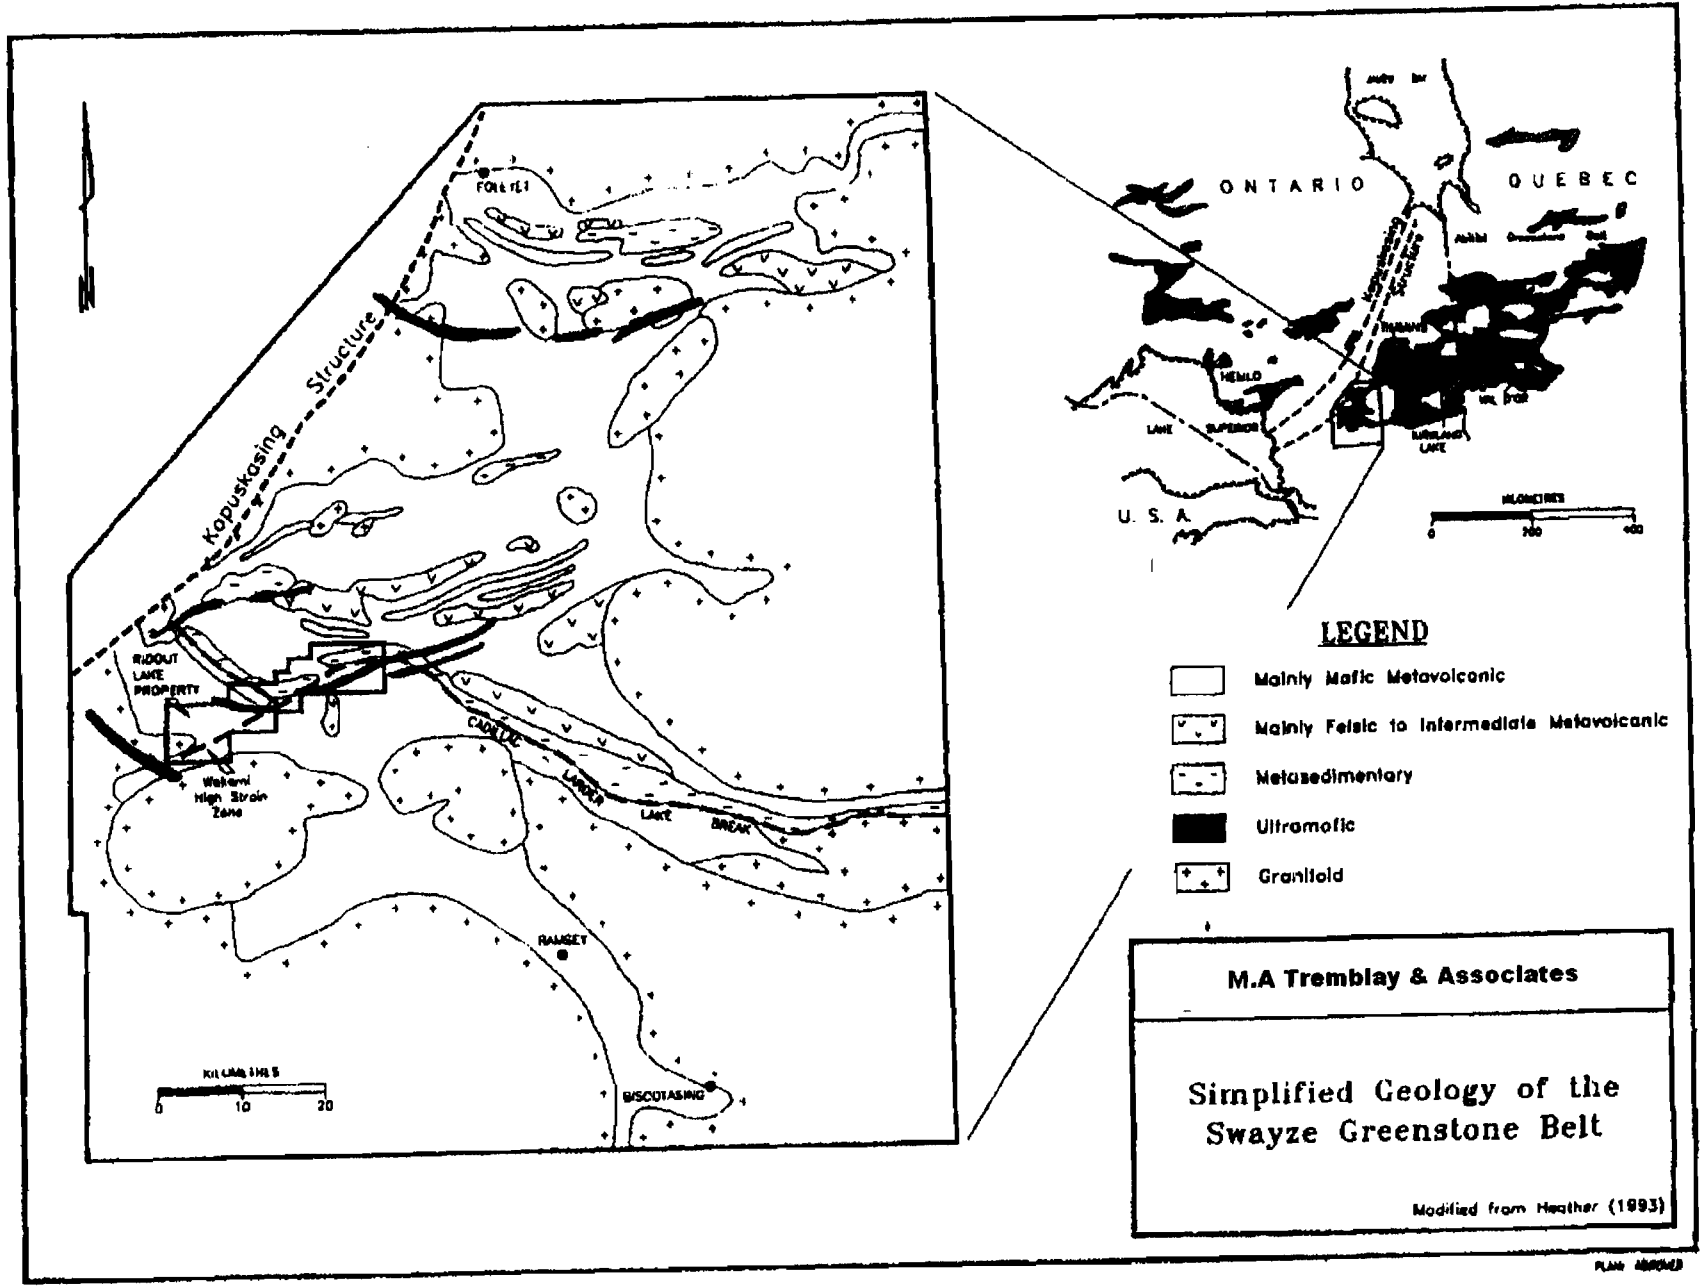 Kapuskasing Structure
RIDOUT
LAKE
PROPERTY
Wakami
High Strain
Zone
CADILLAC
LARDER
LAKE
BREAK
RAMSEY
BISCOTASING
0 10 20
ONTARIO
QUEBEC
Kapuskasing
Structure
HEMLO
LAKE SUPERIOR
KIRKLAND
LAKE
U. S. A.
KILOMETRES
0 200 400
LEGEND
Mainly Mafic Metavolcanic
Mainly Felsic to Intermediate Metavolcanic
Metasedimentary
Ultramafic
Granitoid
M.A Tremblay & Associates
Simplified Geology of the
Swayze Greenstone Belt
Modified from Heather (1993)